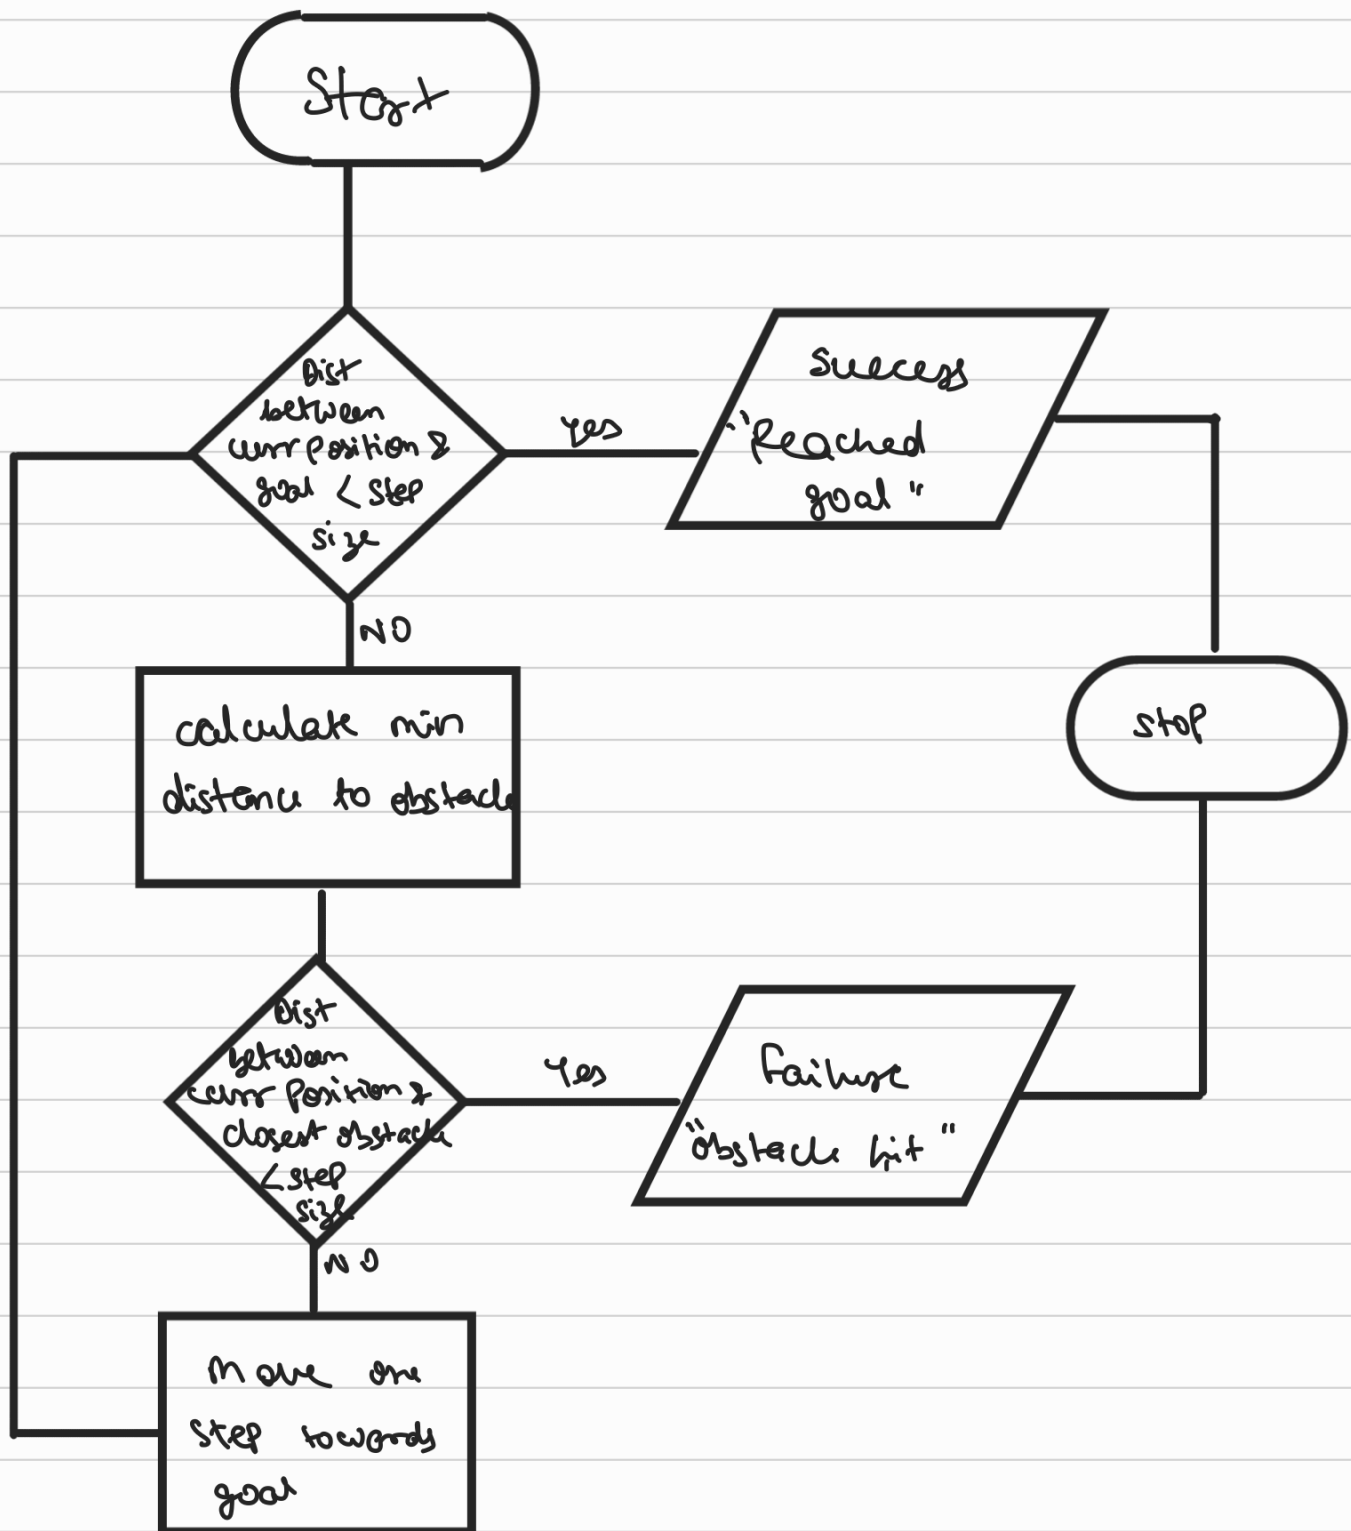 Start
Dist
between
curr position &
goal < step
size
Yes
Success
"Reached
goal"
NO
calculate min
distance to obstacle
stop
Dist
between
curr position &
closest obstacle
< step
size
Yes
Failure
"obstacle hit"
NO
Move one
step towards
goal